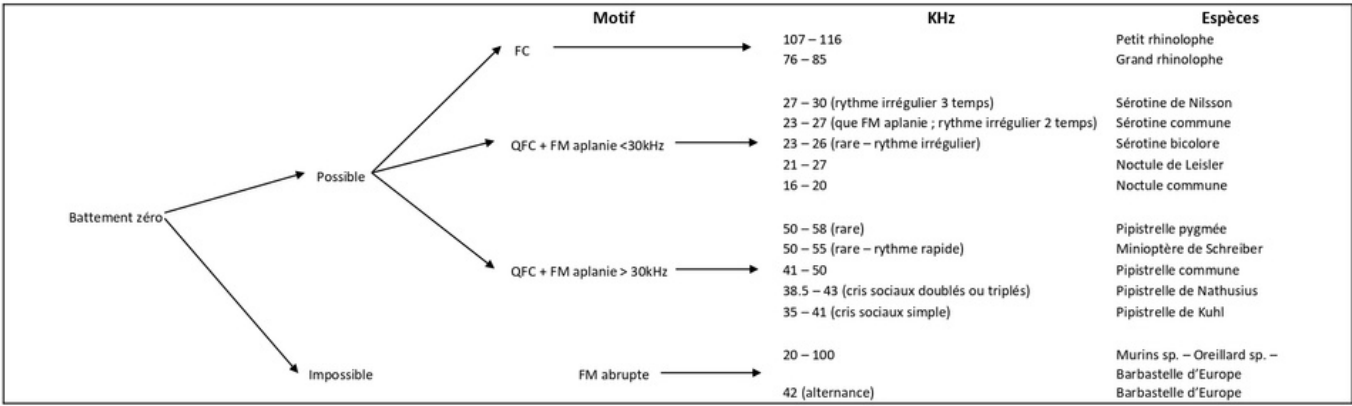 Motif KHz Espèces
FC 107 – 116 Petit rhinolophe
76 – 85 Grand rhinolophe
27 – 30 (rythme irrégulier 3 temps) Sérotine de Nilsson
23 – 27 (que FM aplanie ; rythme irrégulier 2 temps) Sérotine commune
QFC + FM aplanie <30kHz 23 – 26 (rare – rythme irrégulier) Sérotine bicolore
21 – 27 Noctule de Leisler
Possible
16 – 20 Noctule commune
Battement zéro
50 – 58 (rare) Pipistrelle pygmée
50 – 55 (rare – rythme rapide) Minioptère de Schreiber
QFC + FM aplanie > 30kHz 41 – 50 Pipistrelle commune
38.5 – 43 (cris sociaux doublés ou triplés) Pipistrelle de Nathusius
35 – 41 (cris sociaux simple) Pipistrelle de Kuhl
20 – 100 Murins sp. – Oreillard sp. –
Impossible FM abrupte Barbastelle d'Europe
42 (alternance) Barbastelle d'Europe